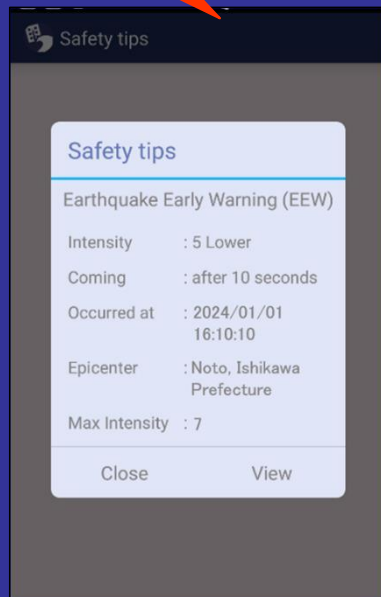 Safety tips
Safety tips
Earthquake Early Warning (EEW)
Intensity : 5 Lower
Coming : after 10 seconds
Occurred at : 2024/01/01
16:10:10
Epicenter : Noto, Ishikawa
Prefecture
Max Intensity : 7
Close View